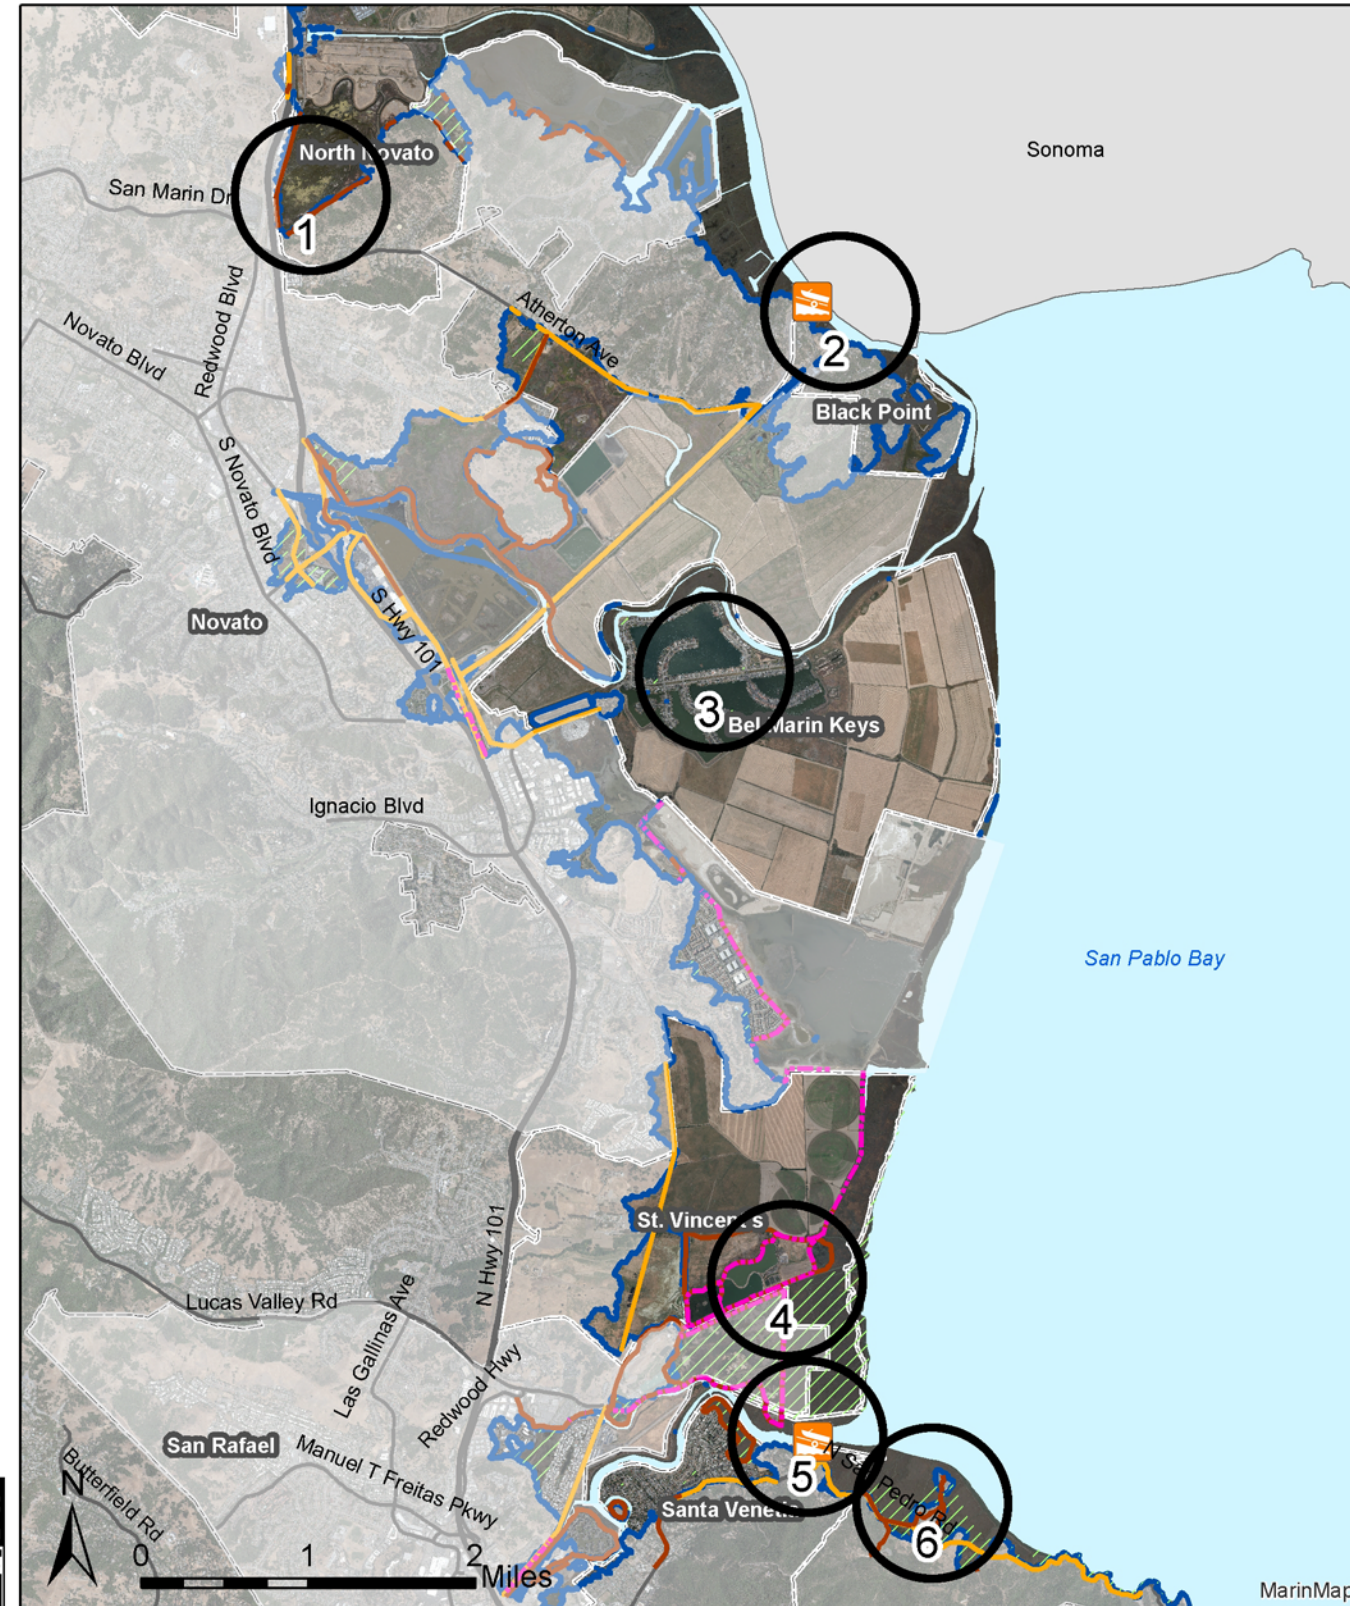 North Novato
Sonoma
San Marin Dr
1
Redwood Blvd
Atherton Ave
2
Novato Blvd
Black Point
S Novato Blvd
S Hwy 101
Novato
3
Bel Marin Keys
Ignacio Blvd
San Pablo Bay
St. Vincent's
N Hwy 101
Lucas Valley Rd
4
Las Gallinas Ave
Redwood Hwy
San Rafael
Manuel T Freitas Pkwy
Butterfield Rd
N San Pedro Rd
5
Santa Venetia
6
N
0 1 2
Miles
MarinMap